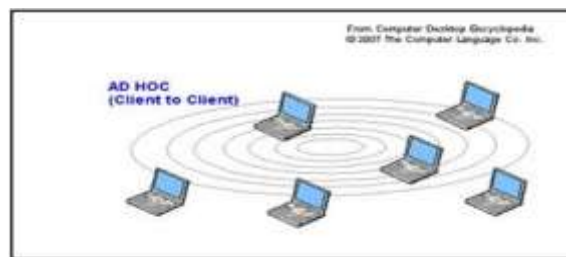 From Computer Desktop Encyclopedia
© 2007 The Computer Language Co. Inc.
AD HOC
(Client to Client)